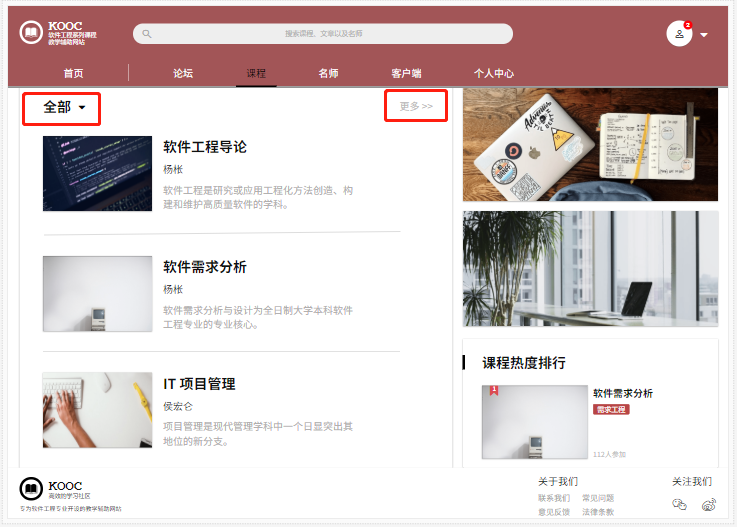 KOOC
软件工程系列课程
教学辅助网站
搜索课程、文章以及名师
2
首页
论坛
课程
名师
客户端
个人中心
全部
更多 >>
软件工程导论
杨枨
软件工程是研究或应用工程化方法创造、构
建和维护高质量软件的学科。
软件需求分析
杨枨
软件需求分析与设计为全日制大学本科软件
工程专业的专业核心。
IT 项目管理
侯宏仑
项目管理是现代管理学科中一个日显突出其
地位的新分支。
课程热度排行
1
软件需求分析
需求工程
112人参加
KOOC
高效的学习社区
专为软件工程专业开设的教学辅助网站
关于我们
联系我们
常见问题
意见反馈
法律条款
关注我们